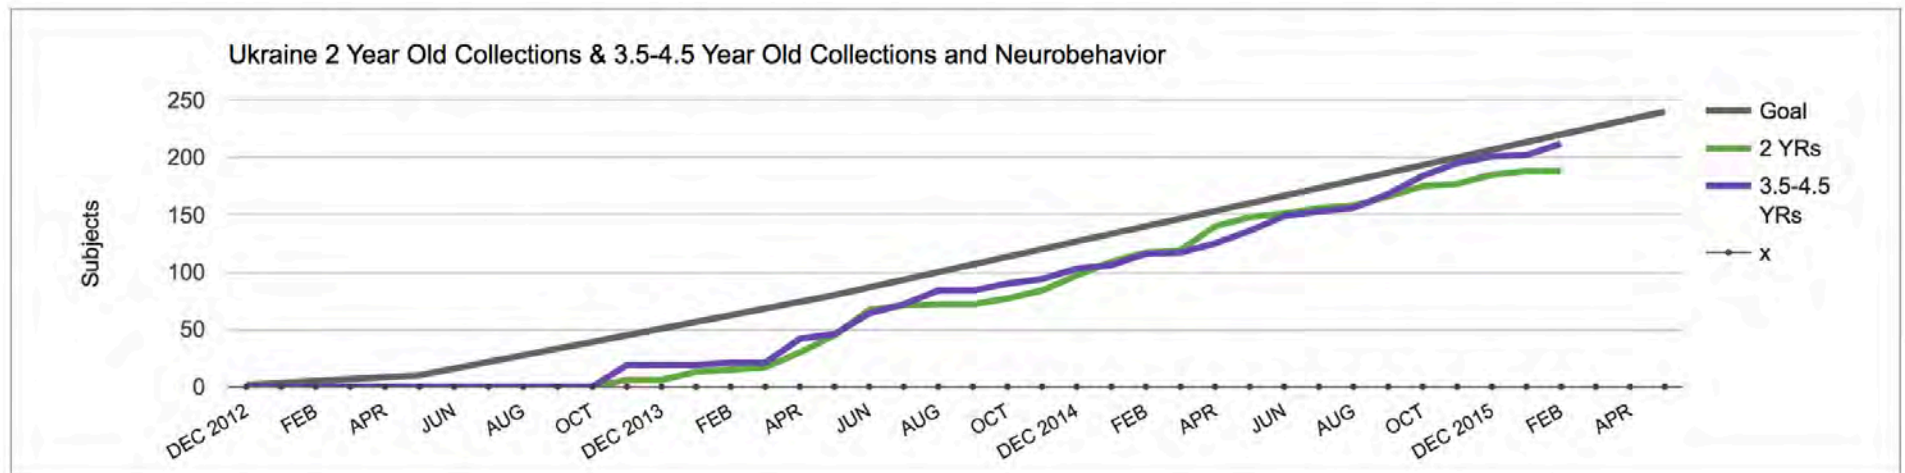 Ukraine 2 Year Old Collections & 3.5-4.5 Year Old Collections and Neurobehavior
250
200
150
100
50
0
Subjects
DEC 2012
FEB
APR
JUN
AUG
OCT
DEC 2013
FEB
APR
JUN
AUG
OCT
DEC 2014
FEB
APR
JUN
AUG
OCT
DEC 2015
FEB
APR
Goal
2 YRs
3.5-4.5
YRs
x